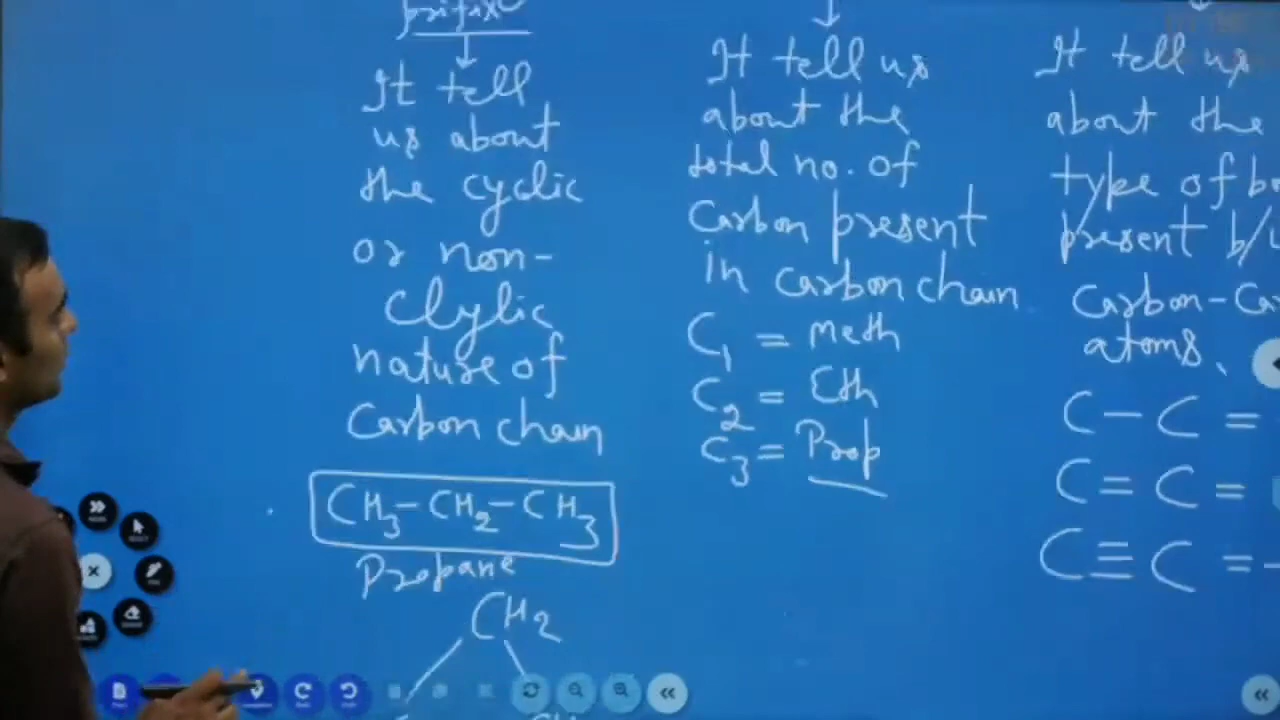 prifix
It tell
us about
the cyclic
or non-
Clylic
nature of
Carbon chain
CH3-CH2-CH3
Propane
CH2
It tell us
about the
total no. of
Carbon present
in carbon chain
C1 = Meth
C2 = Eth
C3 = Prop
It tell us
about the
type of
present b/
Carbon-Ca
atoms.
C-C =
C=C =
C≡C =